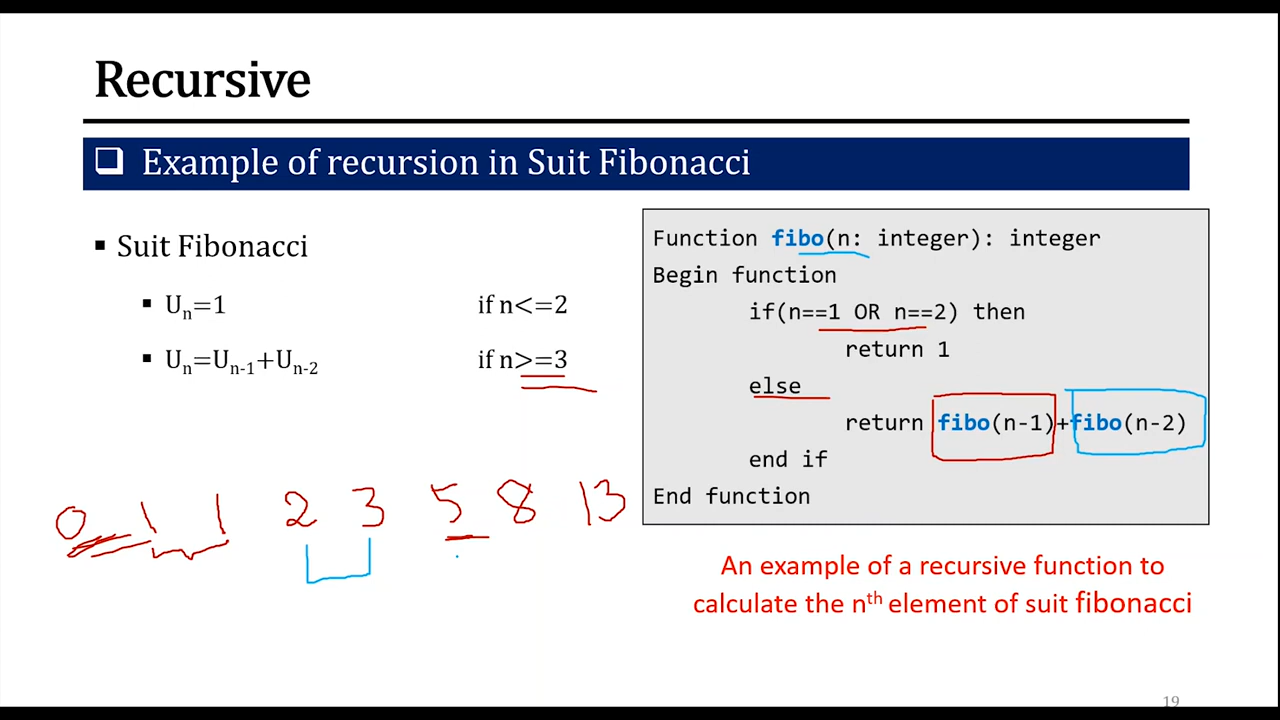 Recursive
❑ Example of recursion in Suit Fibonacci
▪ Suit Fibonacci
▪ Un=1 if n<=2
▪ Un=Un-1+Un-2 if n>=3
Function fibo(n: integer): integer
Begin function
if(n==1 OR n==2) then
return 1
else
return fibo(n-1)+fibo(n-2)
end if
End function
0 1 1 2 3 5 8 13
An example of a recursive function to
calculate the nth element of suit fibonacci
19